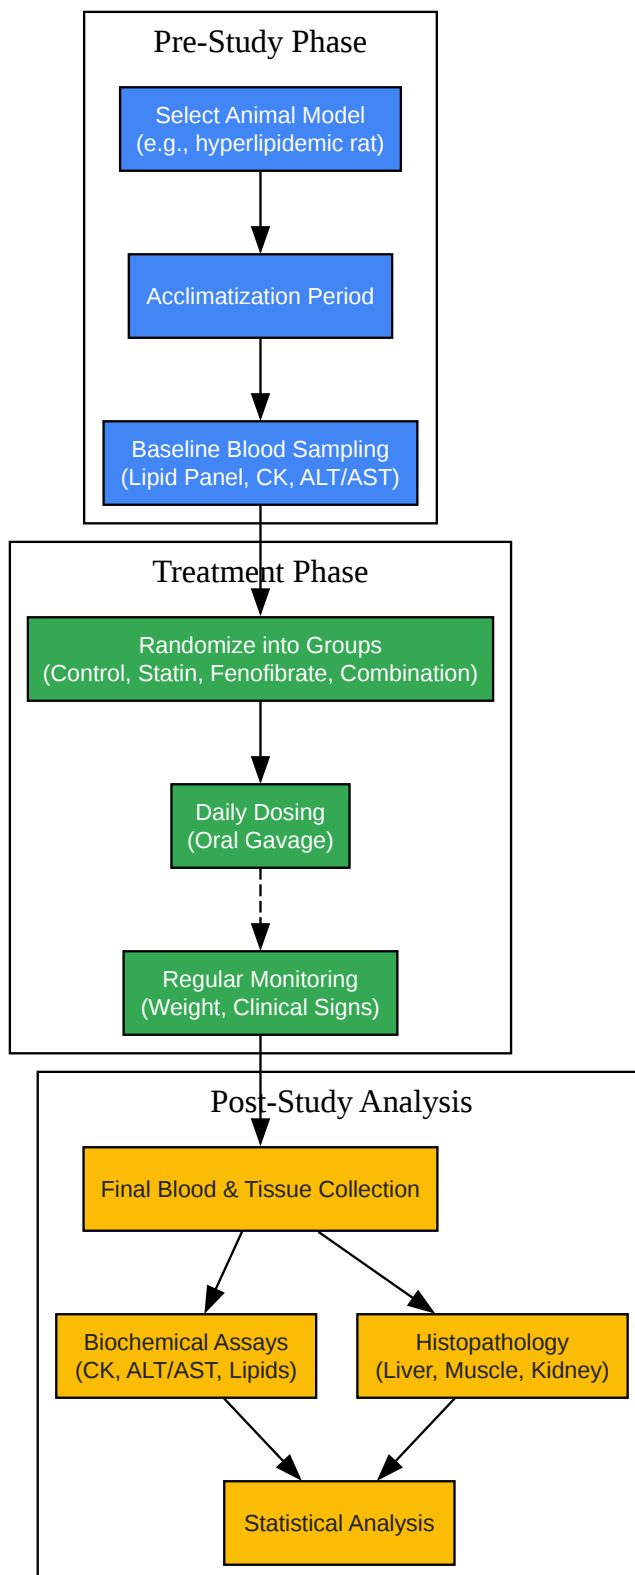 Pre-Study Phase
Select Animal Model
(e.g., hyperlipidemic rat)
Acclimatization Period
Baseline Blood Sampling
(Lipid Panel, CK, ALT/AST)
Treatment Phase
Randomize into Groups
(Control, Statin, Fenofibrate, Combination)
Daily Dosing
(Oral Gavage)
Regular Monitoring
(Weight, Clinical Signs)
Post-Study Analysis
Final Blood & Tissue Collection
Biochemical Assays
(CK, ALT/AST, Lipids)
Histopathology
(Liver, Muscle, Kidney)
Statistical Analysis